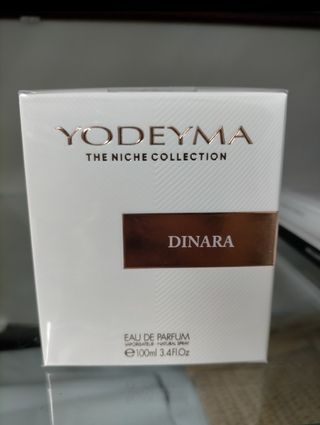 YODEYMA
THE NICHE COLLECTION
DINARA
EAU DE PARFUM
VAPORISATEUR - NATURAL SPRAY
℮100ml 3.4Fl.Oz